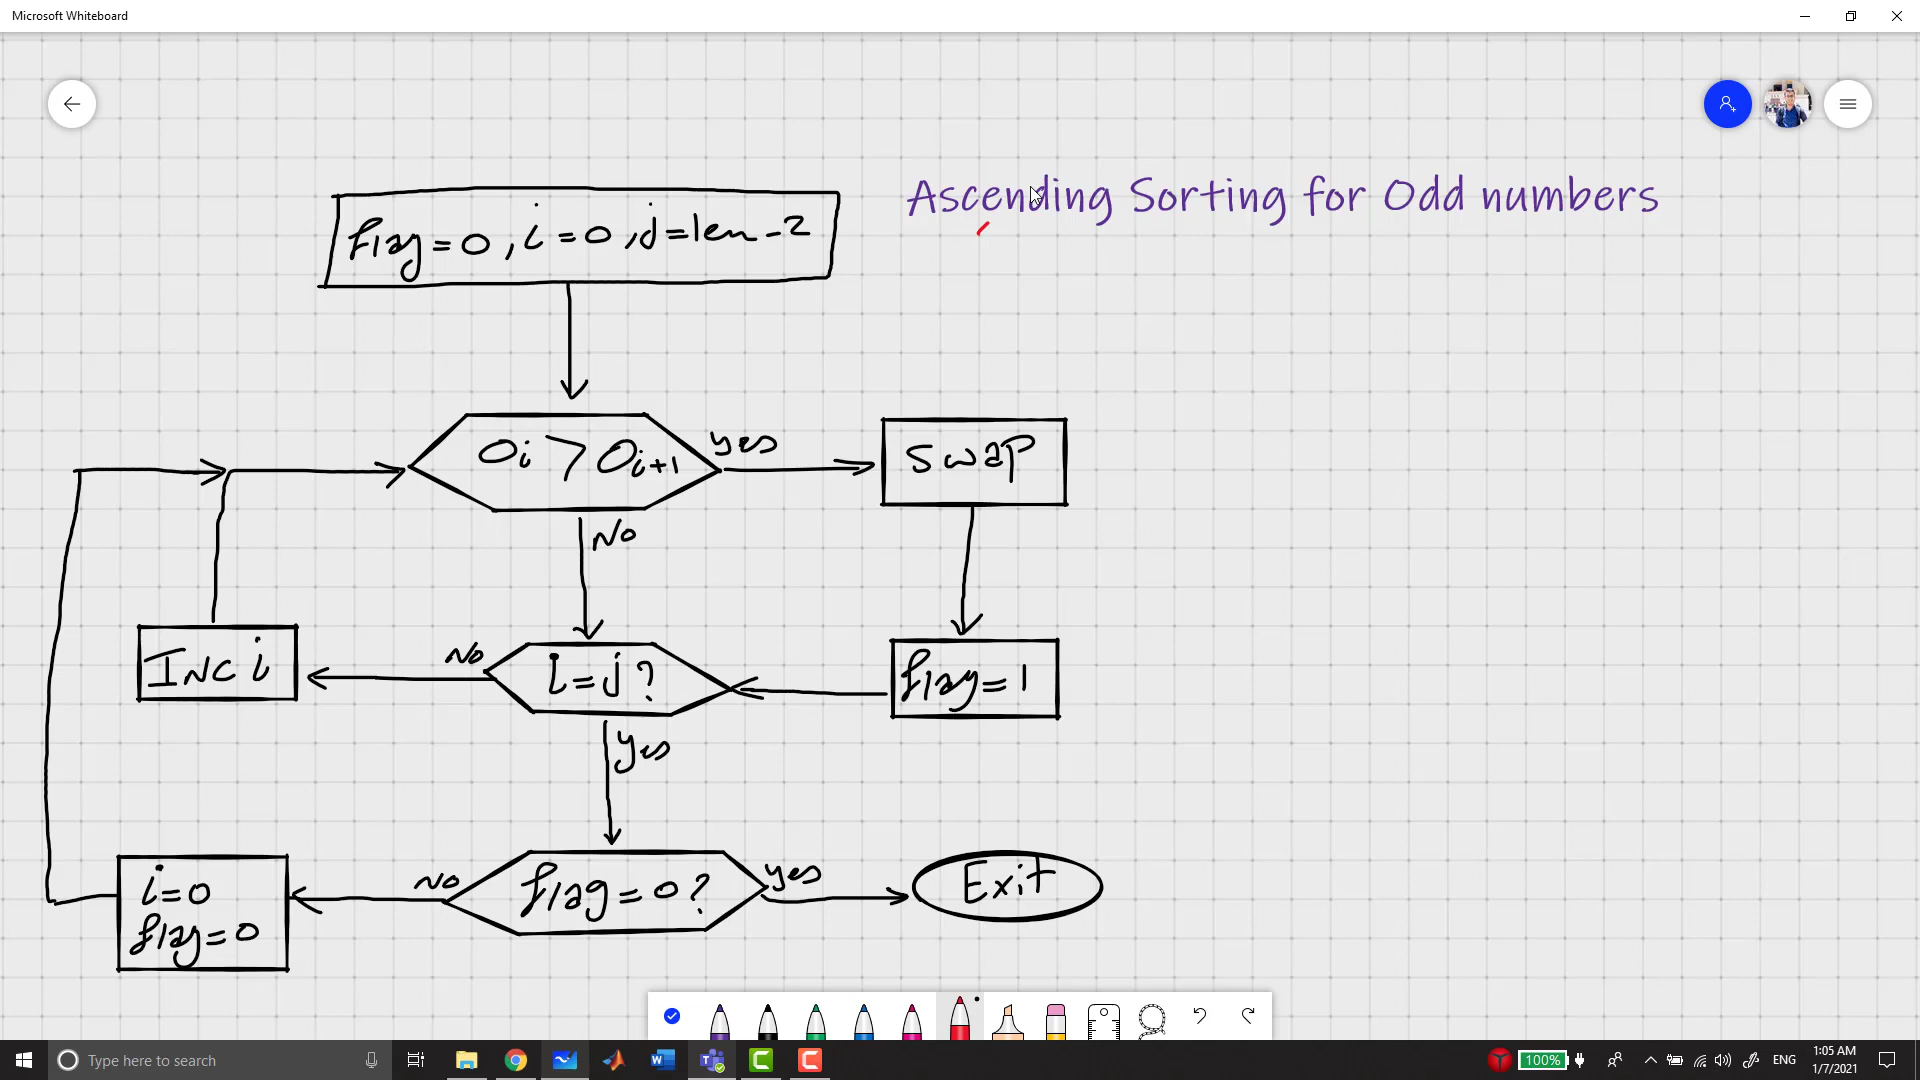 Microsoft Whiteboard
Ascending Sorting for Odd numbers
flag=0, i=0, j=len-2
Oi > Oi+1
yes
swap
No
INC i
No
i=j?
flag=1
yes
i=0
flag=0
No
flag=0?
yes
Exit
Type here to search
100%
ENG
1:05 AM
1/7/2021